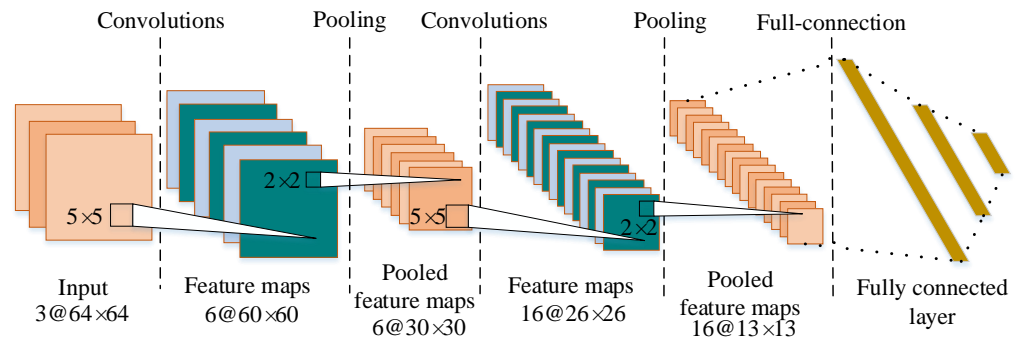 Convolutions
Pooling
Convolutions
Pooling
Full-connection
5×5
2×2
5×5
2×2
Input
3@64×64
Feature maps
6@60×60
Pooled
feature maps
6@30×30
Feature maps
16@26×26
Pooled
feature maps
16@13×13
Fully connected
layer